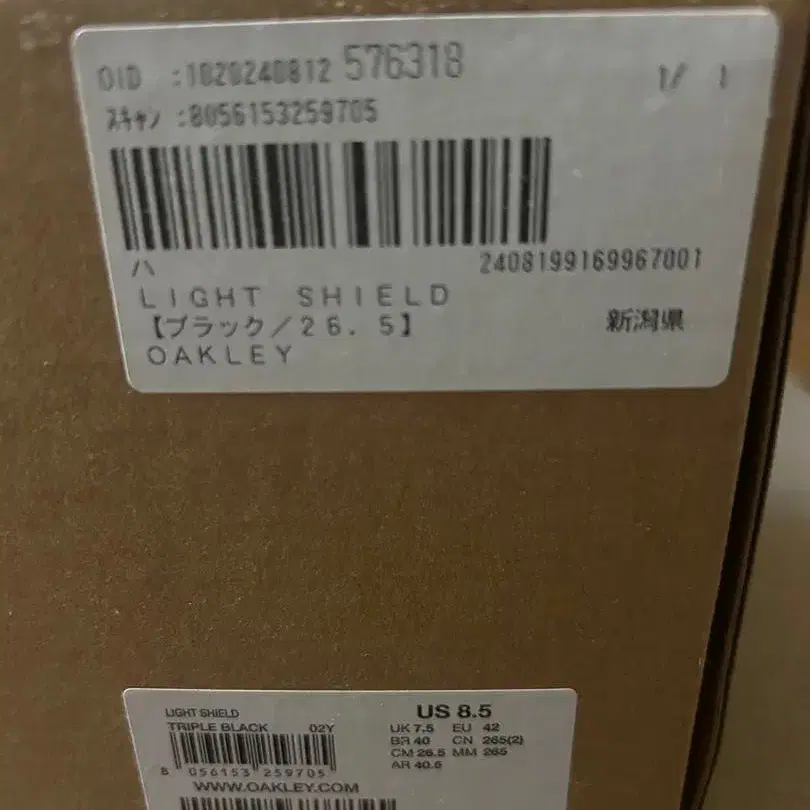 OID :1020240812 576318 1/ 1
ｽｷｬﾝ :8056153259705
ハ 2408199169967001
LIGHT SHIELD
【ブラック／26.5】 新潟県
OAKLEY
LIGHT SHIELD
TRIPLE BLACK 02Y
8 056153 259705
WWW.OAKLEY.COM
US 8.5
UK 7.5 EU 42
BR 40 CN 265(2)
CM 26.5 MM 265
AR 40.5